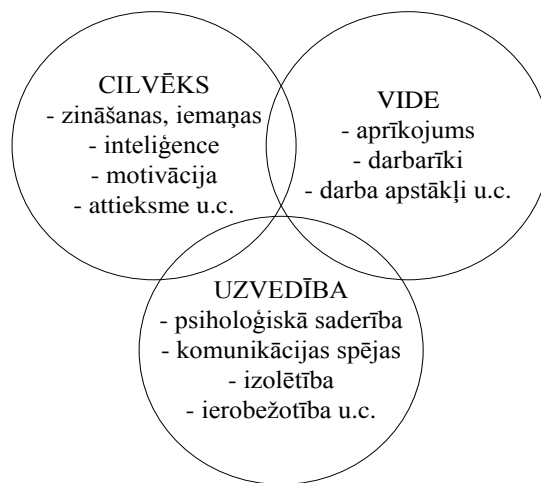 CILVĒKS
- zināšanas, iemaņas
- inteliģence
- motivācija
- attieksme u.c.
VIDE
- aprīkojums
- darbarīki
- darba apstākļi u.c.
UZVEDĪBA
- psiholoģiskā saderība
- komunikācijas spējas
- izolētība
- ierobežotība u.c.